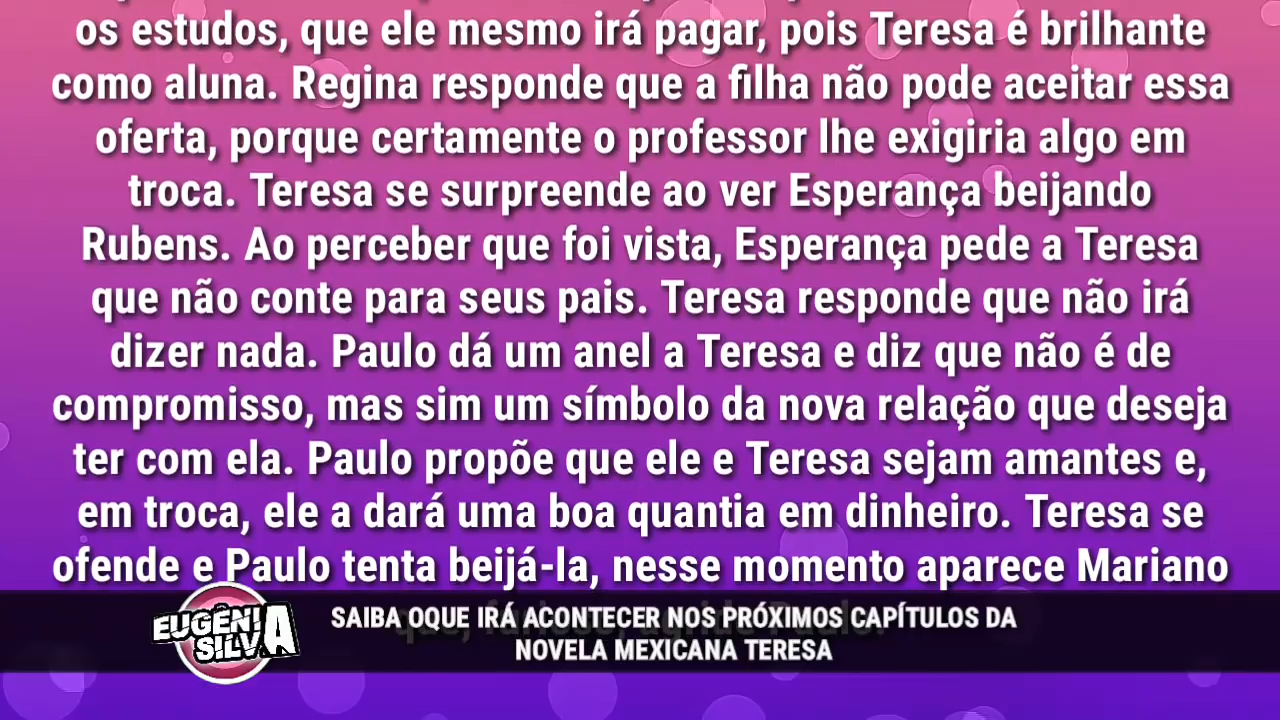 os estudos, que ele mesmo irá pagar, pois Teresa é brilhante
como aluna. Regina responde que a filha não pode aceitar essa
oferta, porque certamente o professor lhe exigiria algo em
troca. Teresa se surpreende ao ver Esperança beijando
Rubens. Ao perceber que foi vista, Esperança pede a Teresa
que não conte para seus pais. Teresa responde que não irá
dizer nada. Paulo dá um anel a Teresa e diz que não é de
compromisso, mas sim um símbolo da nova relação que deseja
ter com ela. Paulo propõe que ele e Teresa sejam amantes e,
em troca, ele a dará uma boa quantia em dinheiro. Teresa se
ofende e Paulo tenta beijá-la, nesse momento aparece Mariano
que, furioso, agride Paulo.
EUGÊNI
SILVA
SAIBA OQUE IRÁ ACONTECER NOS PRÓXIMOS CAPÍTULOS DA
NOVELA MEXICANA TERESA